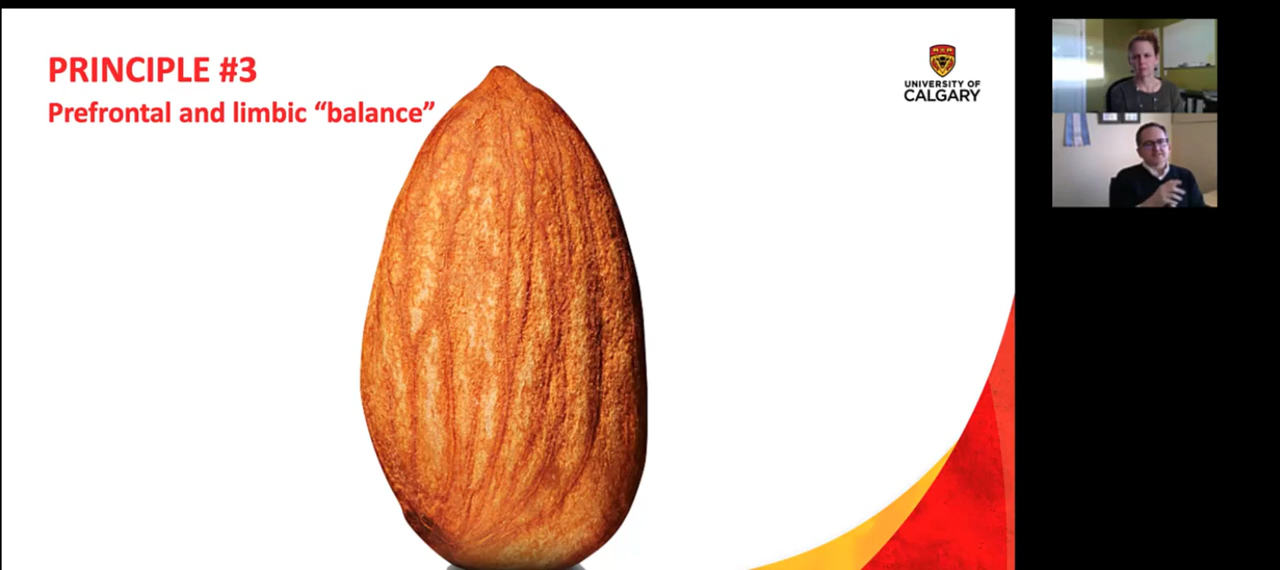 PRINCIPLE #3
Prefrontal and limbic “balance”
UNIVERSITY OF
CALGARY